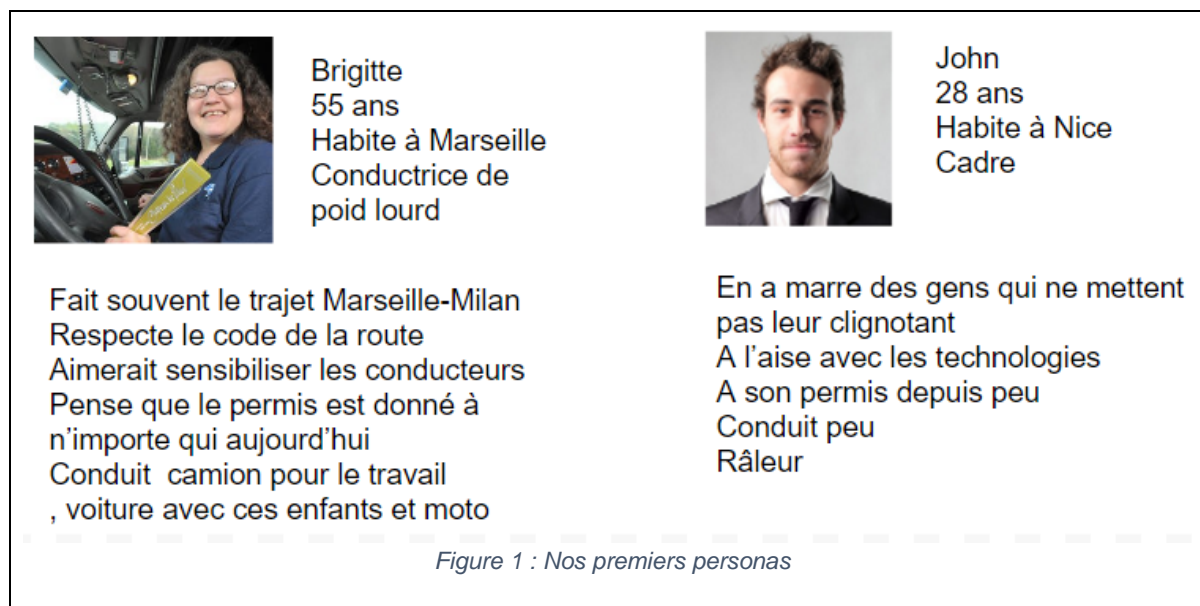 Brigitte
55 ans
Habite à Marseille
Conductrice de
poid lourd
Fait souvent le trajet Marseille-Milan
Respecte le code de la route
Aimerait sensibiliser les conducteurs
Pense que le permis est donné à
n'importe qui aujourd'hui
Conduit  camion pour le travail
, voiture avec ces enfants et moto
John
28 ans
Habite à Nice
Cadre
En a marre des gens qui ne mettent
pas leur clignotant
A l'aise avec les technologies
A son permis depuis peu
Conduit peu
Râleur
Figure 1 : Nos premiers personas